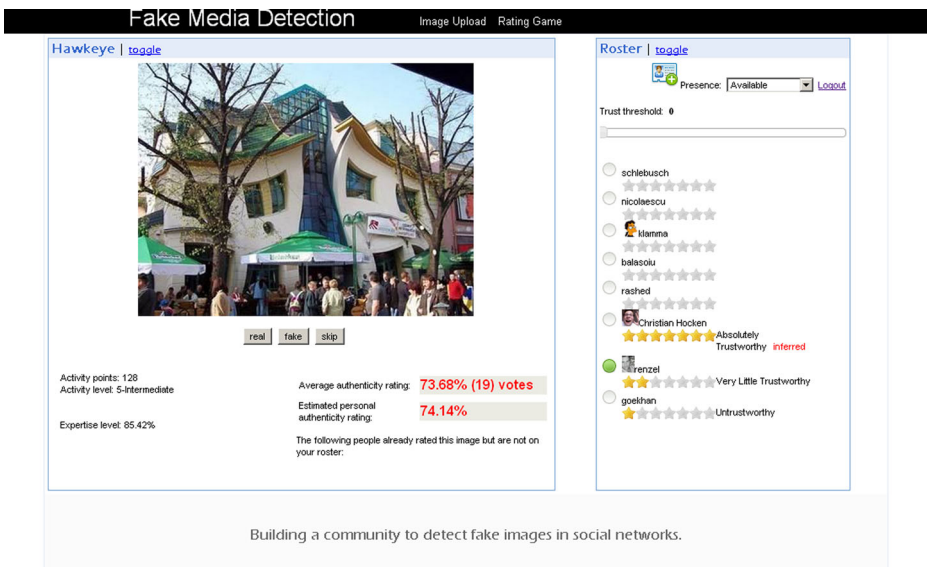 Fake Media Detection
Image Upload Rating Game
Hawkeye | toggle
real fake skip
Activity points: 128
Activity level: 5-Intermediate
Expertise level: 85.42%
Average authenticity rating: 73.68% (19) votes
Estimated personal
authenticity rating: 74.14%
The following people already rated this image but are not on
your roster:
Roster | toggle
Presence: Available Logout
Trust threshold: 0
schlebusch
nicolaescu
klamma
balasoiu
rashed
Christian Hocken
Absolutely
Trustworthy inferred
renzel
Very Little Trustworthy
goekhan
Untrustworthy
Building a community to detect fake images in social networks.